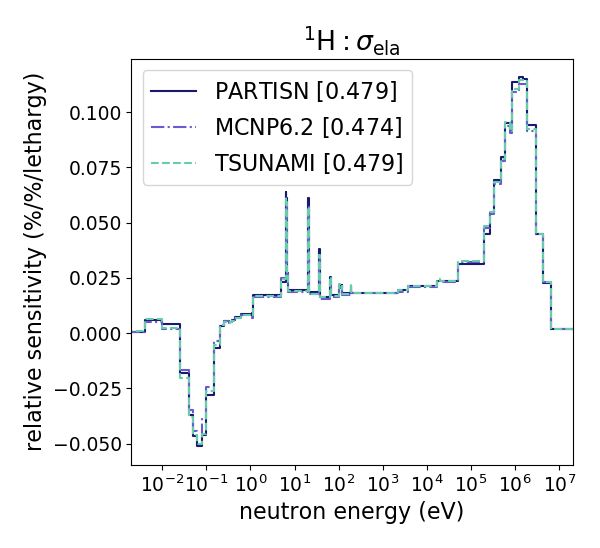 ¹H : σₑₗₐ
PARTISN [0.479]
MCNP6.2 [0.474]
TSUNAMI [0.479]
relative sensitivity (%/%/lethargy)
0.100
0.075
0.050
0.025
0.000
−0.025
−0.050
10⁻² 10⁻¹ 10⁰ 10¹ 10² 10³ 10⁴ 10⁵ 10⁶ 10⁷
neutron energy (eV)